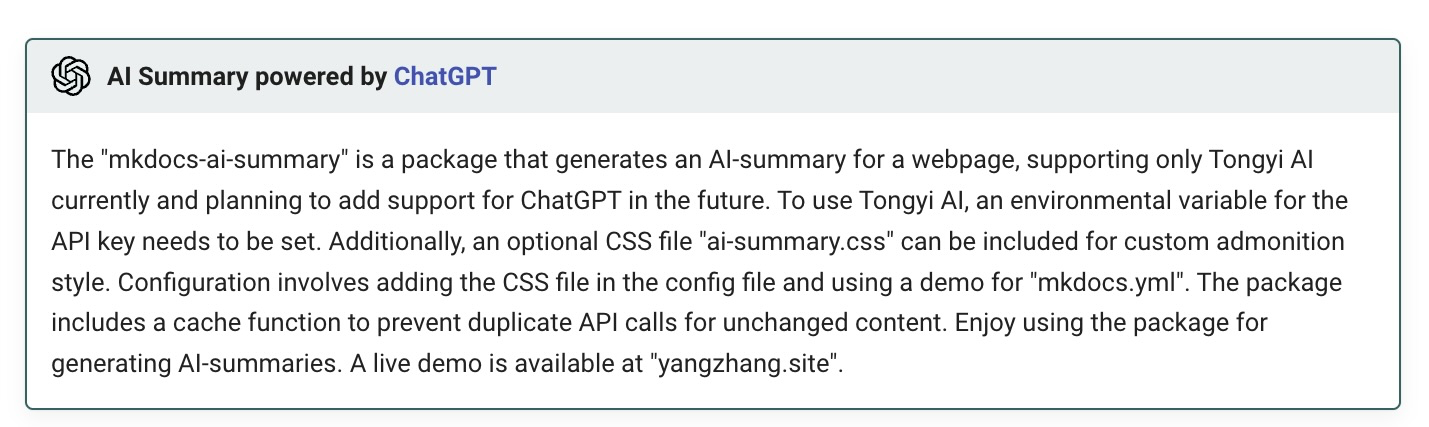 AI Summary powered by ChatGPT
The "mkdocs-ai-summary" is a package that generates an AI-summary for a webpage, supporting only Tongyi AI
currently and planning to add support for ChatGPT in the future. To use Tongyi AI, an environmental variable for the
API key needs to be set. Additionally, an optional CSS file "ai-summary.css" can be included for custom admonition
style. Configuration involves adding the CSS file in the config file and using a demo for "mkdocs.yml". The package
includes a cache function to prevent duplicate API calls for unchanged content. Enjoy using the package for
generating AI-summaries. A live demo is available at "yangzhang.site".